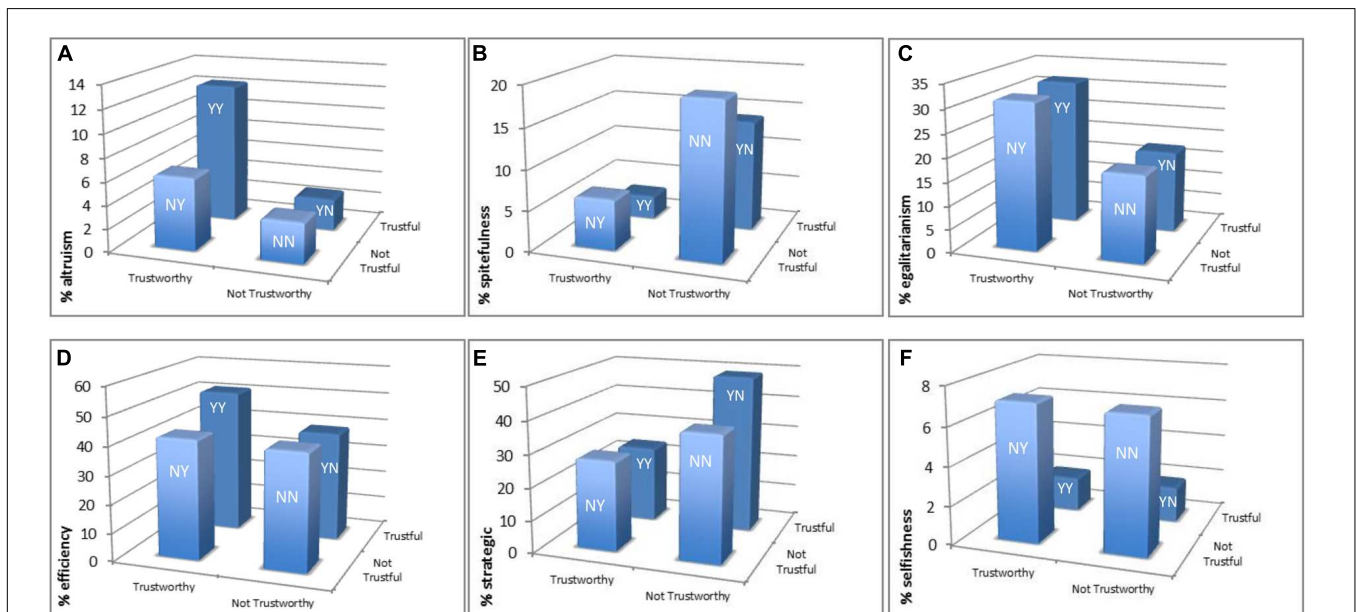 A
14
12
10
8
6
4
2
0
% altruism
YY
NY
YN
NN
Trustworthy
Not Trustworthy
Trustful
Not
Trustful
B
20
15
10
5
0
% spitefulness
NN
YN
NY
YY
Trustworthy
Not Trustworthy
Trustful
Not
Trustful
C
35
30
25
20
15
10
5
0
% egalitarianism
YY
NY
YN
NN
Trustworthy
Not Trustworthy
Trustful
Not
Trustful
D
60
50
40
30
20
10
0
% efficiency
YY
NY
YN
NN
Trustworthy
Not Trustworthy
Trustful
Not
Trustful
E
50
40
30
20
10
0
% strategic
YN
YY
NN
NY
Trustworthy
Not Trustworthy
Trustful
Not
Trustful
F
8
6
4
2
0
% selfishness
NY
NN
YY
YN
Trustworthy
Not Trustworthy
Trustful
Not
Trustful